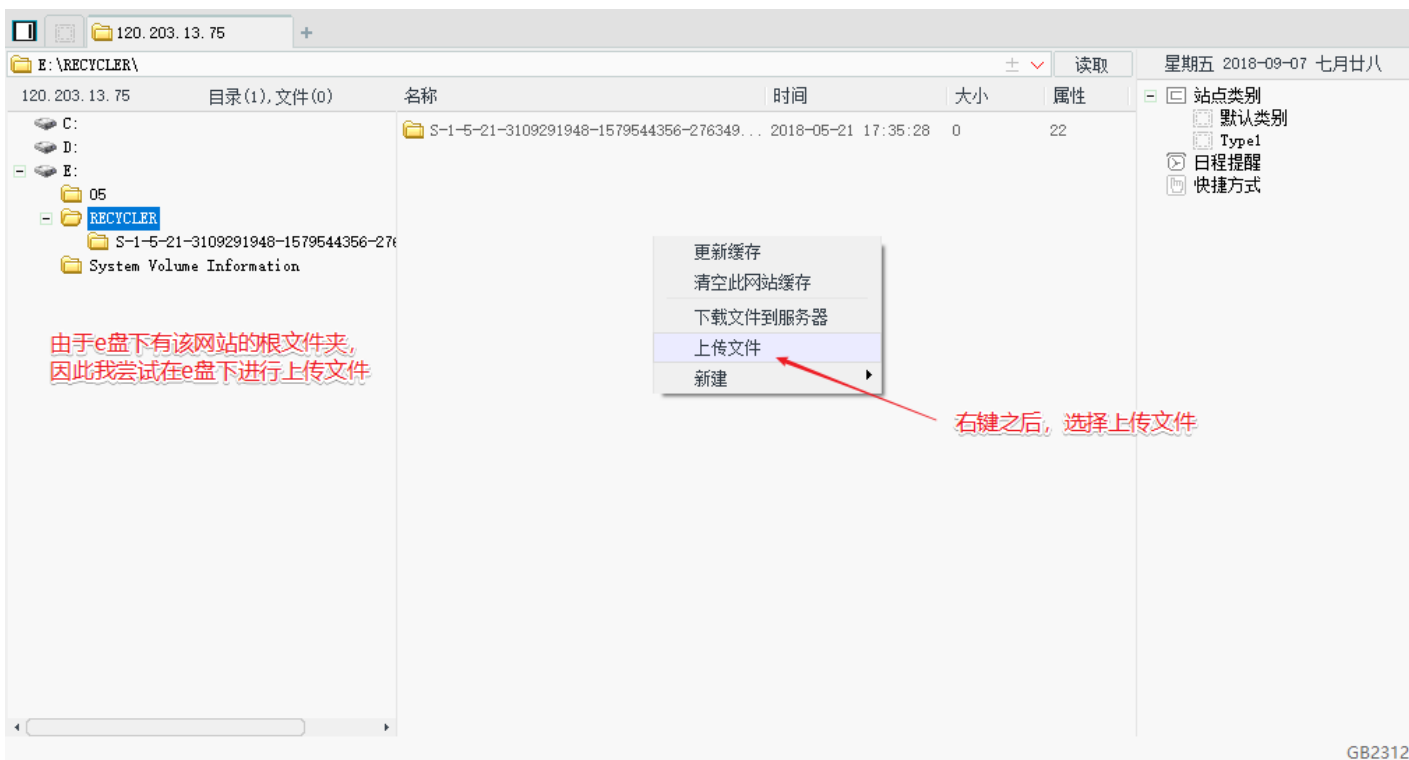 120.203.13.75
+
E:\RECYCLER\
读取
星期五 2018-09-07 七月廿八
120.203.13.75 目录(1),文件(0) 名称 时间 大小 属性
C:
D:
E:
05
RECYCLER
S-1-5-21-3109291948-1579544356-276
System Volume Information
S-1-5-21-3109291948-1579544356-276349... 2018-05-21 17:35:28 0 22
更新缓存
清空此网站缓存
下载文件到服务器
上传文件
新建
站点类别
默认类别
Type1
日程提醒
快捷方式
由于e盘下有该网站的根文件夹,
因此我尝试在e盘下进行上传文件
右键之后，选择上传文件
GB2312